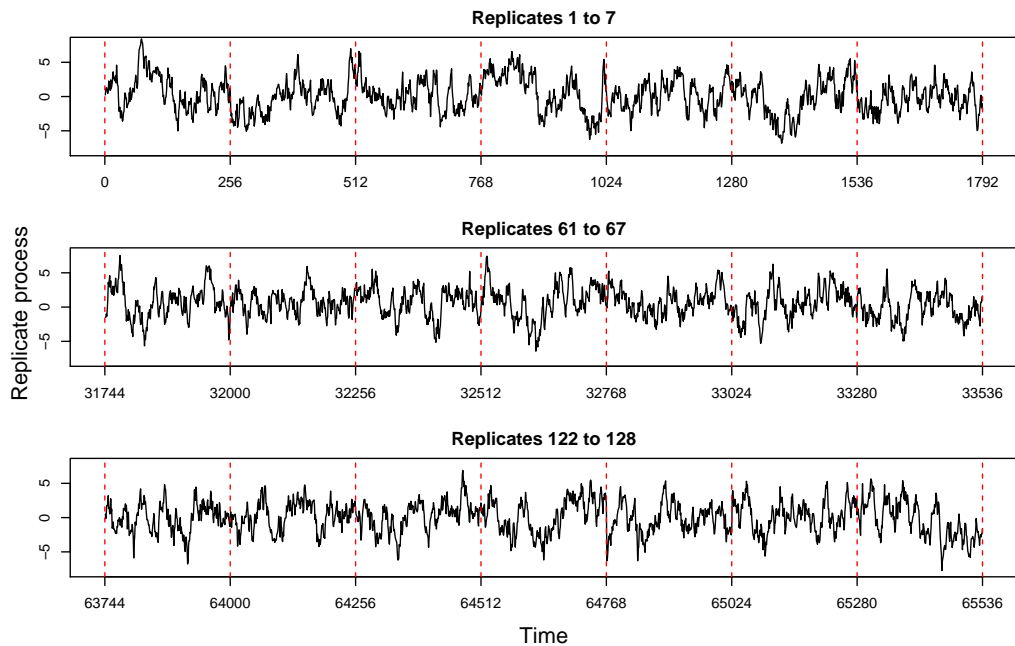 Replicates 1 to 7
5
0
−5
0 256 512 768 1024 1280 1536 1792
Replicates 61 to 67
5
0
−5
31744 32000 32256 32512 32768 33024 33280 33536
Replicates 122 to 128
5
0
−5
63744 64000 64256 64512 64768 65024 65280 65536
Replicate process
Time